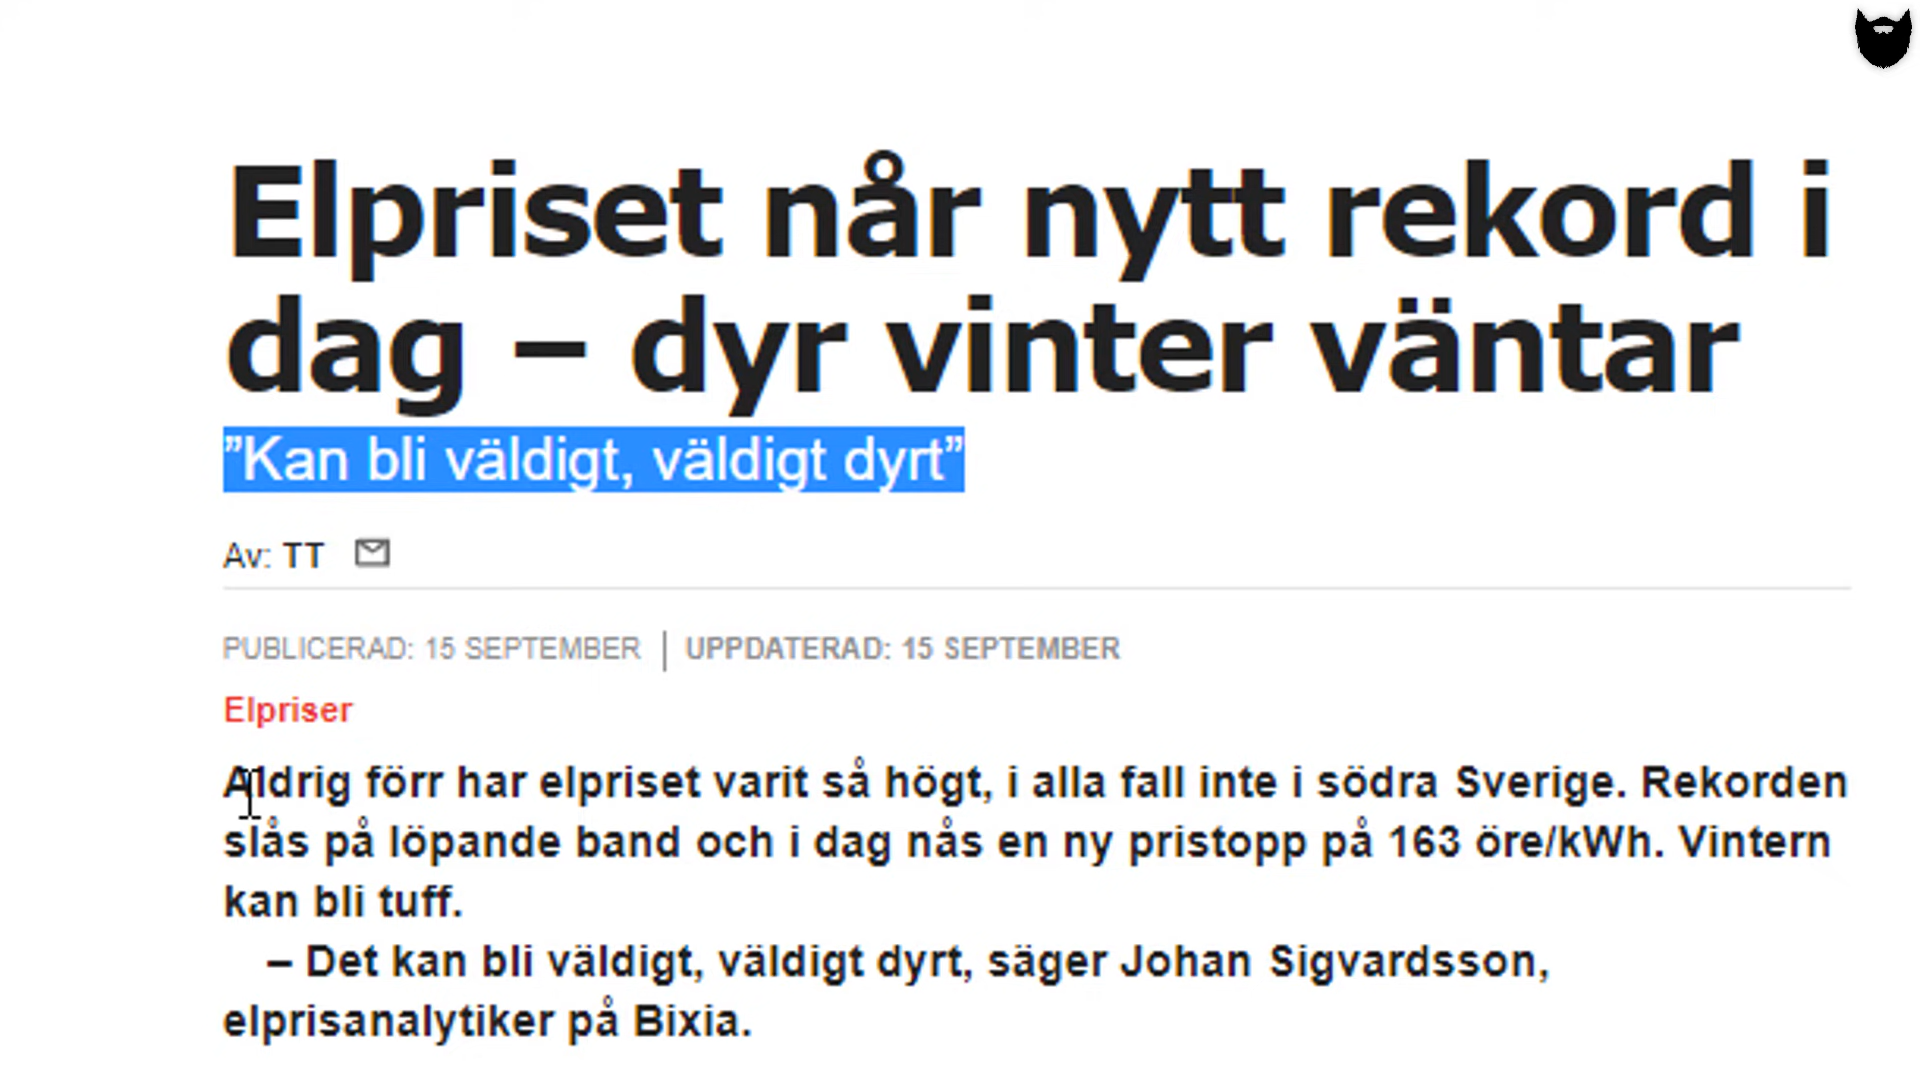 Elpriset når nytt rekord i
dag – dyr vinter väntar
”Kan bli väldigt, väldigt dyrt”
Av: TT
PUBLICERAD: 15 SEPTEMBER | UPPDATERAD: 15 SEPTEMBER
Elpriser
Aldrig förr har elpriset varit så högt, i alla fall inte i södra Sverige. Rekorden
slås på löpande band och i dag nås en ny pristopp på 163 öre/kWh. Vintern
kan bli tuff.
– Det kan bli väldigt, väldigt dyrt, säger Johan Sigvardsson,
elprisanalytiker på Bixia.